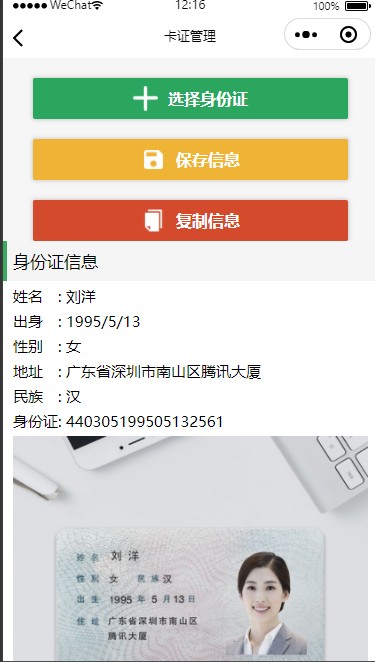 WeChat 12:16 100%
卡证管理
选择身份证
保存信息
复制信息
身份证信息
姓名 : 刘洋
出身 : 1995/5/13
性别 : 女
地址 : 广东省深圳市南山区腾讯大厦
民族 : 汉
身份证: 440305199505132561
姓名 刘 洋
性别 女 民族 汉
出生 1995 年 5 月 13 日
住址 广东省深圳市南山区
腾讯大厦